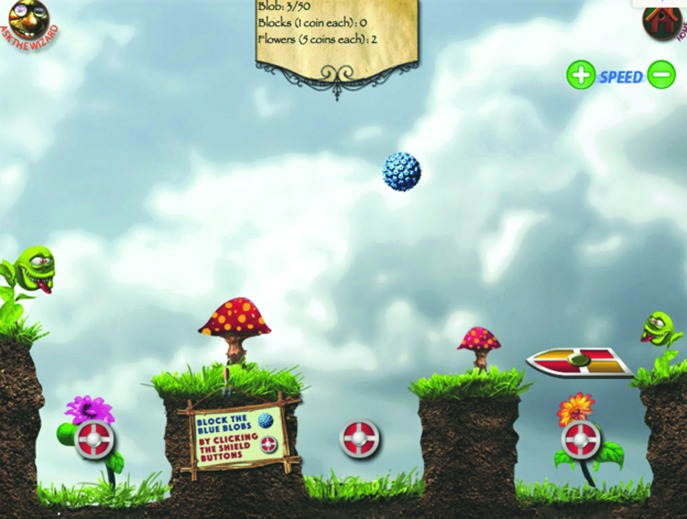 Blob: 3/50
Blocks (1 coin each): 0
Flowers (5 coins each): 2
ASK THE WIZARD
+ SPEED −
BLOCK THE
BLUE BLOBS
BY CLICKING
THE SHIELD
BUTTONS